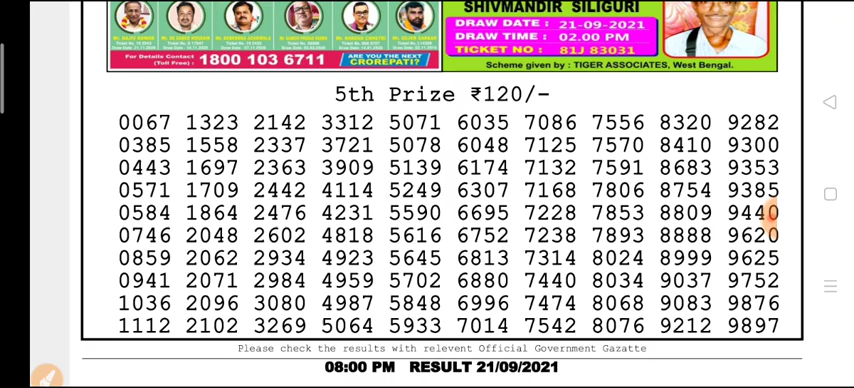 SHIVMANDIR SILIGURI
DRAW DATE : 21-09-2021
DRAW TIME : 02.00 PM
TICKET NO : 81J 83031
For Details Contact (Toll Free) : 1800 103 6711
ARE YOU THE NEXT CROREPATI?
Scheme given by : TIGER ASSOCIATES, West Bengal.
5th Prize ₹120/-
0067 1323 2142 3312 5071 6035 7086 7556 8320 9282
0385 1558 2337 3721 5078 6048 7125 7570 8410 9300
0443 1697 2363 3909 5139 6174 7132 7591 8683 9353
0571 1709 2442 4114 5249 6307 7168 7806 8754 9385
0584 1864 2476 4231 5590 6695 7228 7853 8809 9440
0746 2048 2602 4818 5616 6752 7238 7893 8888 9620
0859 2062 2934 4923 5645 6813 7314 8024 8999 9625
0941 2071 2984 4959 5702 6880 7440 8034 9037 9752
1036 2096 3080 4987 5848 6996 7474 8068 9083 9876
1112 2102 3269 5064 5933 7014 7542 8076 9212 9897
Please check the results with relevent Official Government Gazatte
08:00 PM RESULT 21/09/2021